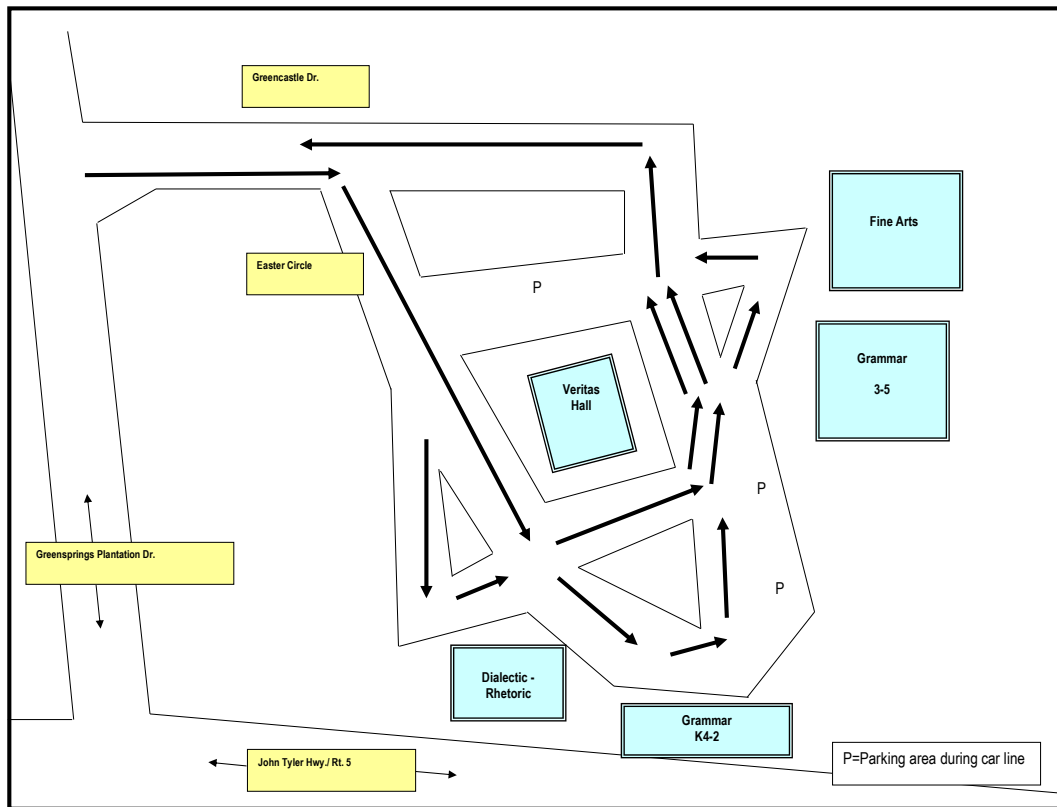 Greencastle Dr.
Fine Arts
Easter Circle
P
Grammar
3-5
Veritas
Hall
P
Greensprings Plantation Dr.
P
Dialectic -
Rhetoric
Grammar
K4-2
P=Parking area during car line
John Tyler Hwy./ Rt. 5